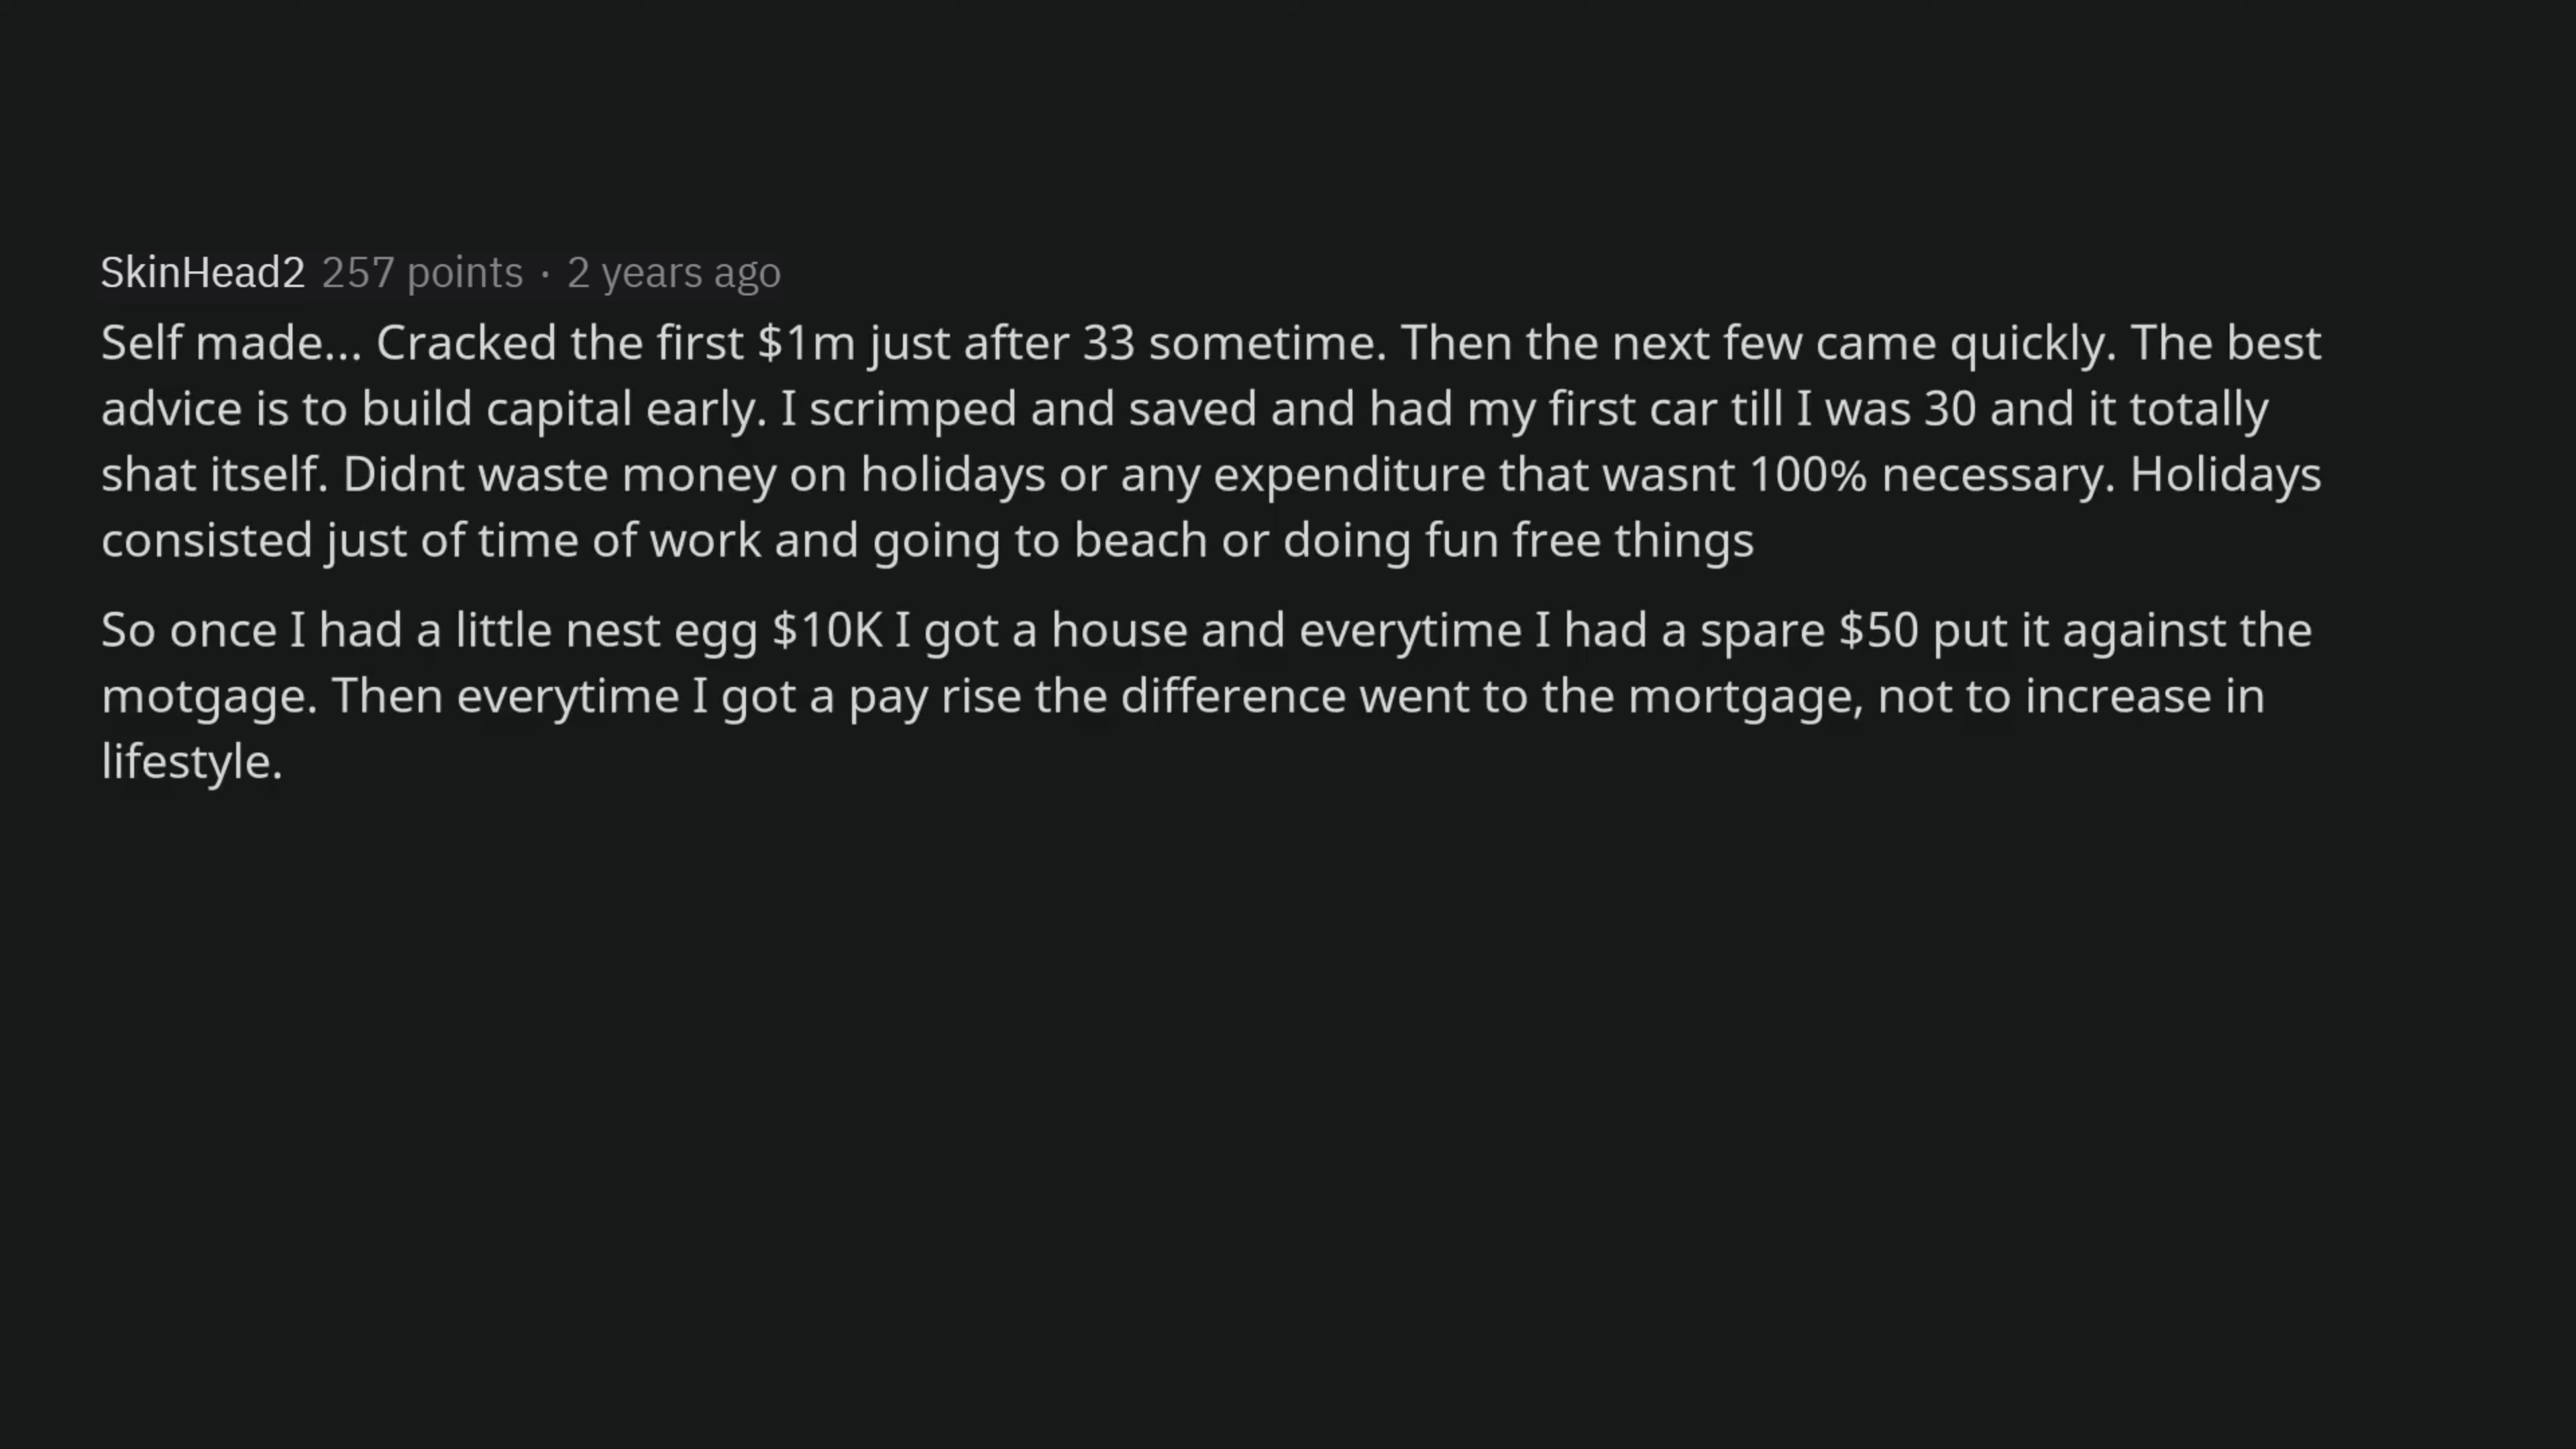 SkinHead2 257 points · 2 years ago
Self made... Cracked the first $1m just after 33 sometime. Then the next few came quickly. The best
advice is to build capital early. I scrimped and saved and had my first car till I was 30 and it totally
shat itself. Didnt waste money on holidays or any expenditure that wasnt 100% necessary. Holidays
consisted just of time of work and going to beach or doing fun free things
So once I had a little nest egg $10K I got a house and everytime I had a spare $50 put it against the
motgage. Then everytime I got a pay rise the difference went to the mortgage, not to increase in
lifestyle.